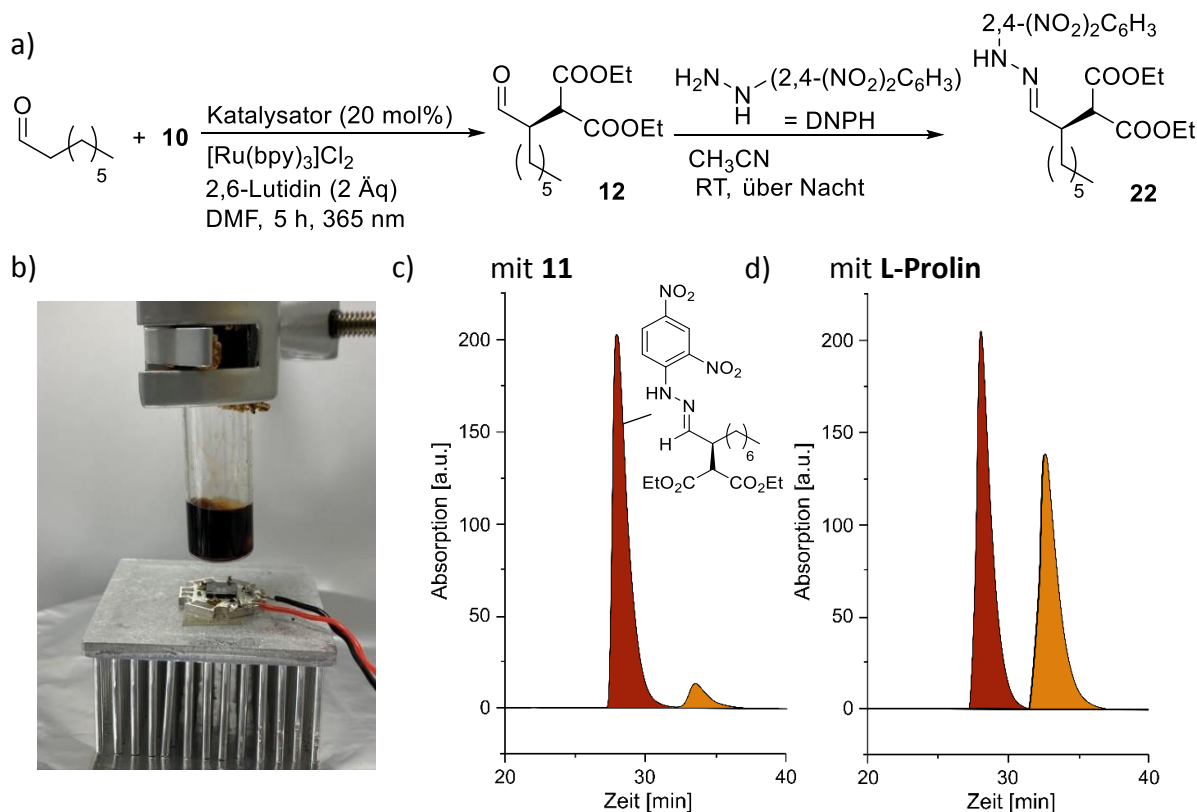 a)
O
( )5
+ 10
Katalysator (20 mol%)
[Ru(bpy)3]Cl2
2,6-Lutidin (2 Äq)
DMF, 5 h, 365 nm
O
COOEt
COOEt
( )5
12
H2N
N
H
(2,4-(NO2)2C6H3)
= DNPH
CH3CN
RT, über Nacht
2,4-(NO2)2C6H3
HN
N
COOEt
COOEt
( )5
22
b)
c) mit 11
NO2
NO2
HN
N
H
( )6
EtO2C
CO2Et
Absorption [a.u.]
200
150
100
50
0
20
30
40
Zeit [min]
d) mit L-Prolin
Absorption [a.u.]
200
150
100
50
0
20
30
40
Zeit [min]